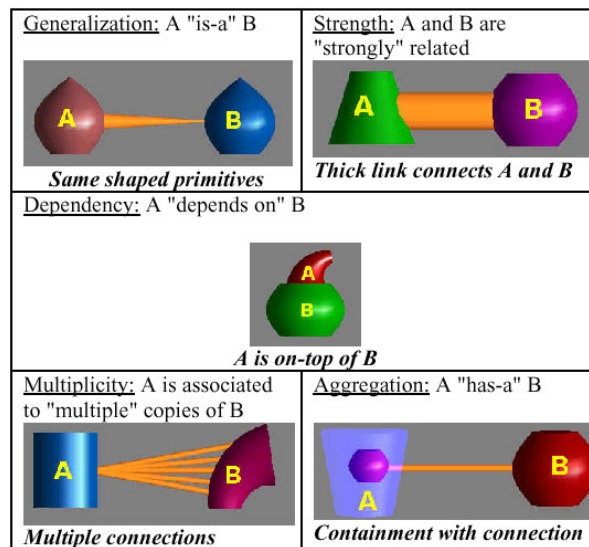 Generalization: A "is-a" B
A
B
Same shaped primitives
Strength: A and B are
"strongly" related
A
B
Thick link connects A and B
Dependency: A "depends on" B
A
B
A is on-top of B
Multiplicity: A is associated
to "multiple" copies of B
A
B
Multiple connections
Aggregation: A "has-a" B
A
B
Containment with connection